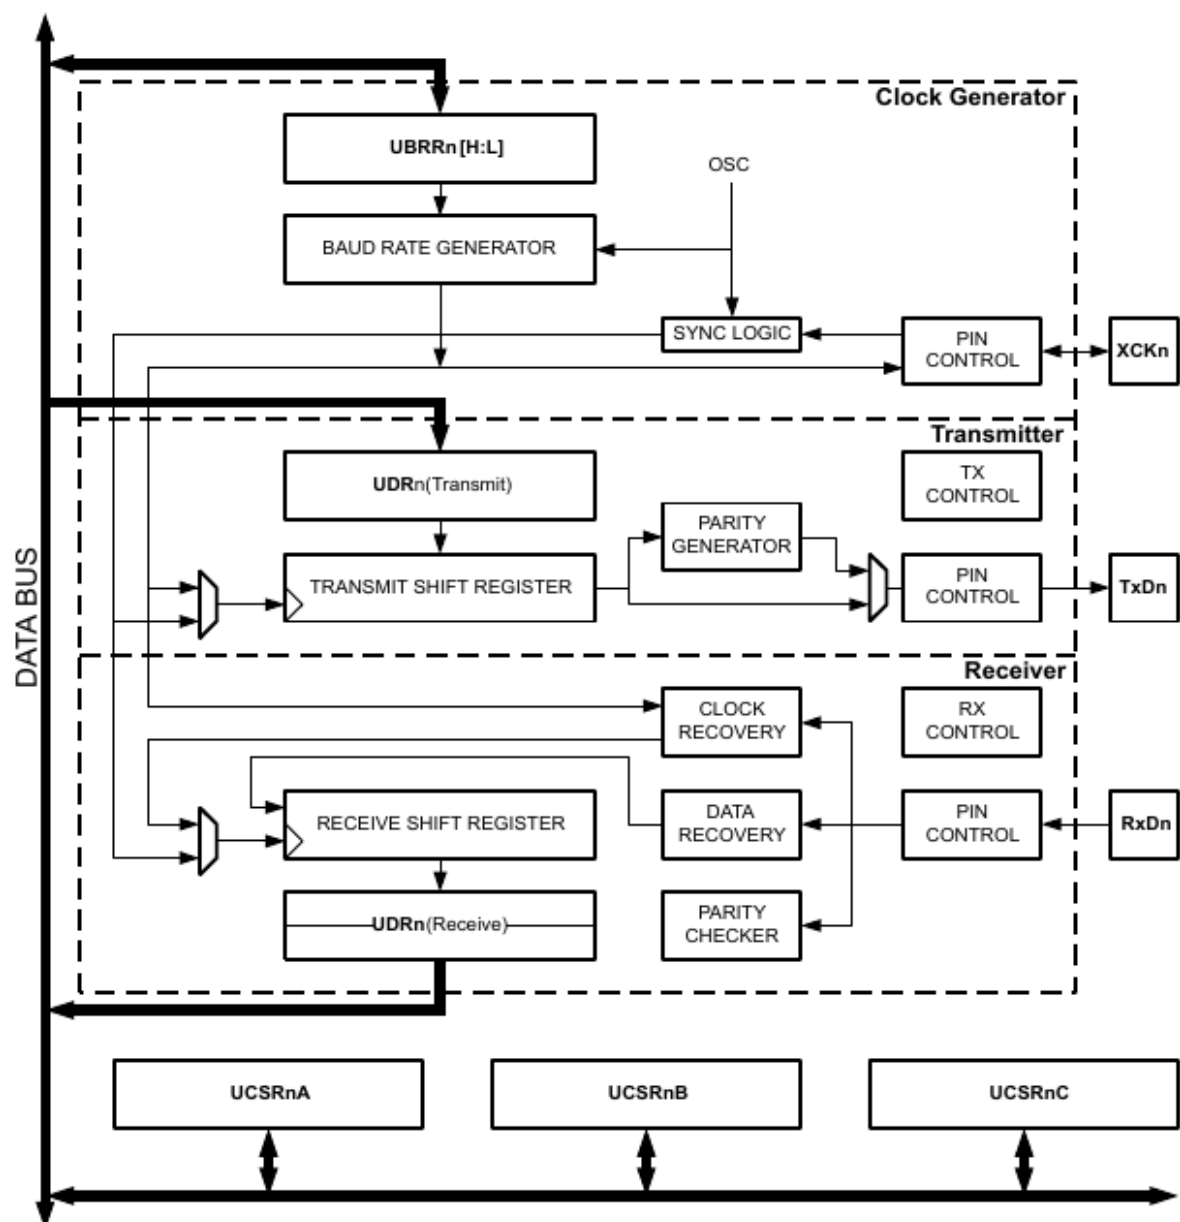 Clock Generator
UBRRn [H:L]
OSC
BAUD RATE GENERATOR
SYNC LOGIC
PIN
CONTROL
XCKn
Transmitter
UDRn(Transmit)
TX
CONTROL
PARITY
GENERATOR
TRANSMIT SHIFT REGISTER
PIN
CONTROL
TxDn
DATA BUS
Receiver
CLOCK
RECOVERY
RX
CONTROL
RECEIVE SHIFT REGISTER
DATA
RECOVERY
PIN
CONTROL
RxDn
UDRn(Receive)
PARITY
CHECKER
UCSRnA
UCSRnB
UCSRnC